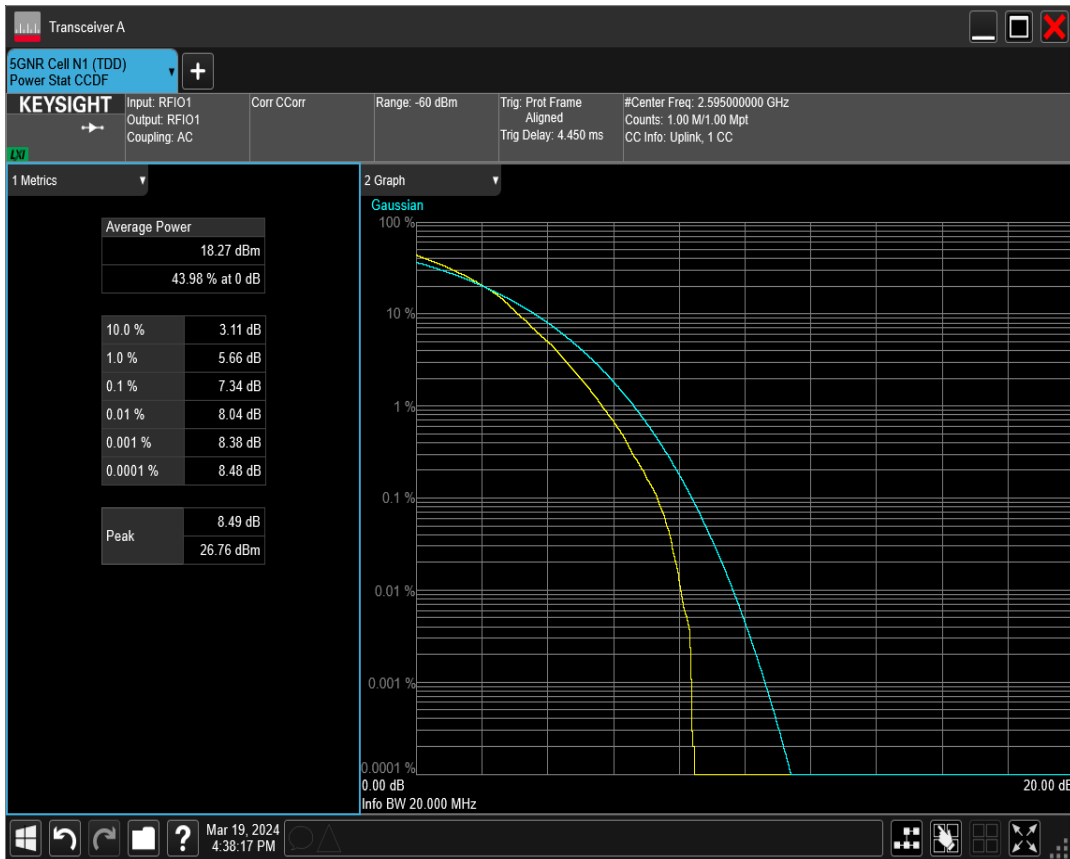 Transceiver A
5GNR Cell N1 (TDD)
Power Stat CCDF
+
KEYSIGHT
LXI
Input: RFIO1
Output: RFIO1
Coupling: AC
Corr CCorr
Range: -60 dBm
Trig: Prot Frame
Aligned
Trig Delay: 4.450 ms
#Center Freq: 2.595000000 GHz
Counts: 1.00 M/1.00 Mpt
CC Info: Uplink, 1 CC
1 Metrics
Average Power
18.27 dBm
43.98 % at 0 dB
10.0 % 3.11 dB
1.0 % 5.66 dB
0.1 % 7.34 dB
0.01 % 8.04 dB
0.001 % 8.38 dB
0.0001 % 8.48 dB
Peak
8.49 dB
26.76 dBm
2 Graph
Gaussian
100 %
10 %
1 %
0.1 %
0.01 %
0.001 %
0.0001 %
0.00 dB
20.00 dB
Info BW 20.000 MHz
?
Mar 19, 2024
4:38:17 PM